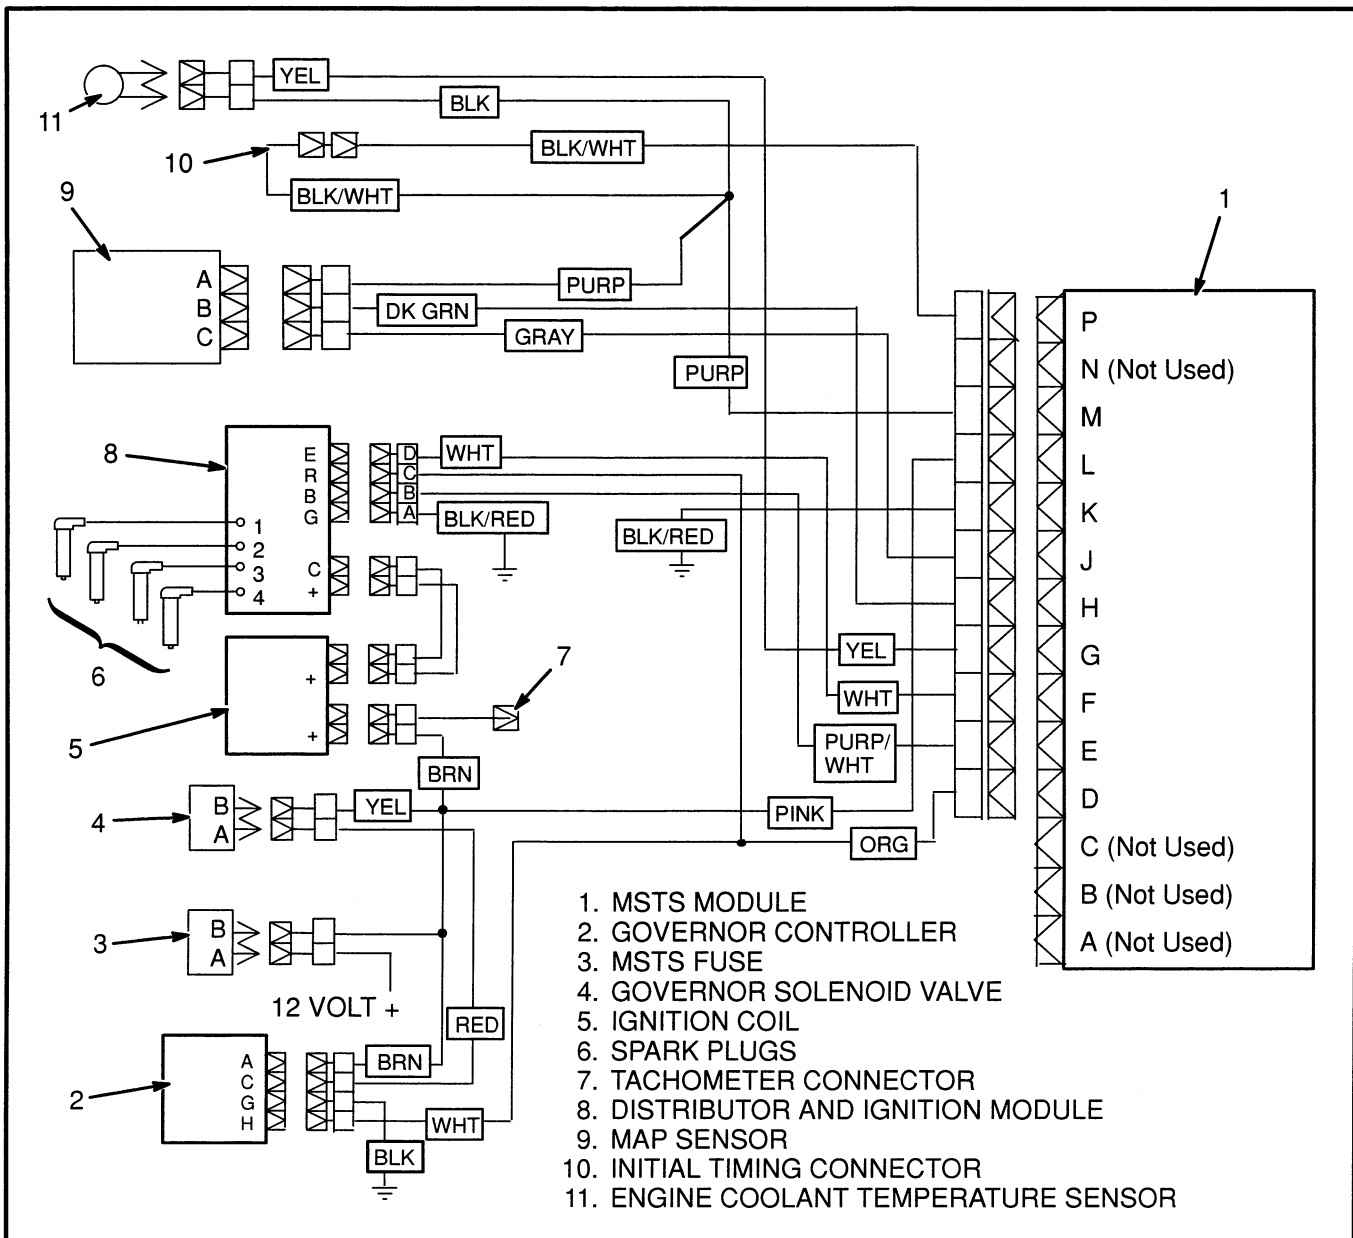 YEL
11
BLK
10
BLK/WHT
9
BLK/WHT
1
A
PURP
B
DK GRN
C
GRAY
P
PURP
N (Not Used)
M
8
E
D
WHT
L
R
C
B
B
G
A
BLK/RED
K
1
BLK/RED
2
J
3
C
4
+
H
6
7
YEL
G
+
WHT
F
5
+
PURP/
WHT
E
BRN
D
4
B
YEL
PINK
A
ORG
C (Not Used)
B (Not Used)
3
B
A
A (Not Used)
12 VOLT +
RED
2
A
BRN
C
G
H
WHT
BLK
1. MSTS MODULE
2. GOVERNOR CONTROLLER
3. MSTS FUSE
4. GOVERNOR SOLENOID VALVE
5. IGNITION COIL
6. SPARK PLUGS
7. TACHOMETER CONNECTOR
8. DISTRIBUTOR AND IGNITION MODULE
9. MAP SENSOR
10. INITIAL TIMING CONNECTOR
11. ENGINE COOLANT TEMPERATURE SENSOR